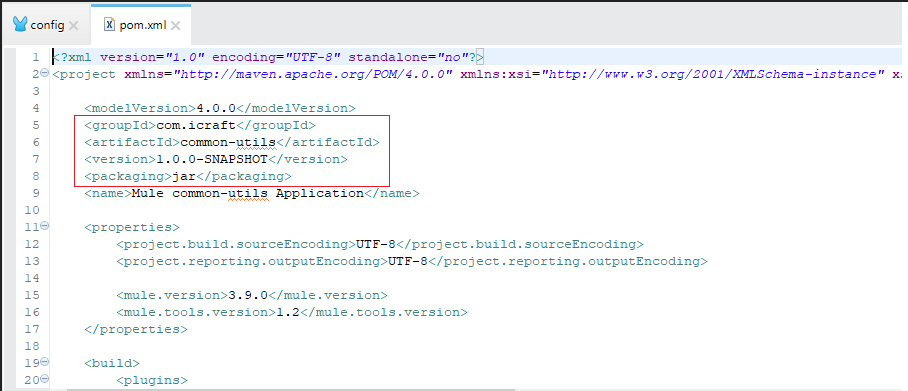 config
pom.xml
1 <?xml version="1.0" encoding="UTF-8" standalone="no"?>
2 <project xmlns="http://maven.apache.org/POM/4.0.0" xmlns:xsi="http://www.w3.org/2001/XMLSchema-instance" x
3
4 <modelVersion>4.0.0</modelVersion>
5 <groupId>com.icraft</groupId>
6 <artifactId>common-utils</artifactId>
7 <version>1.0.0-SNAPSHOT</version>
8 <packaging>jar</packaging>
9 <name>Mule common-utils Application</name>
10
11 <properties>
12 <project.build.sourceEncoding>UTF-8</project.build.sourceEncoding>
13 <project.reporting.outputEncoding>UTF-8</project.reporting.outputEncoding>
14
15 <mule.version>3.9.0</mule.version>
16 <mule.tools.version>1.2</mule.tools.version>
17 </properties>
18
19 <build>
20 <plugins>